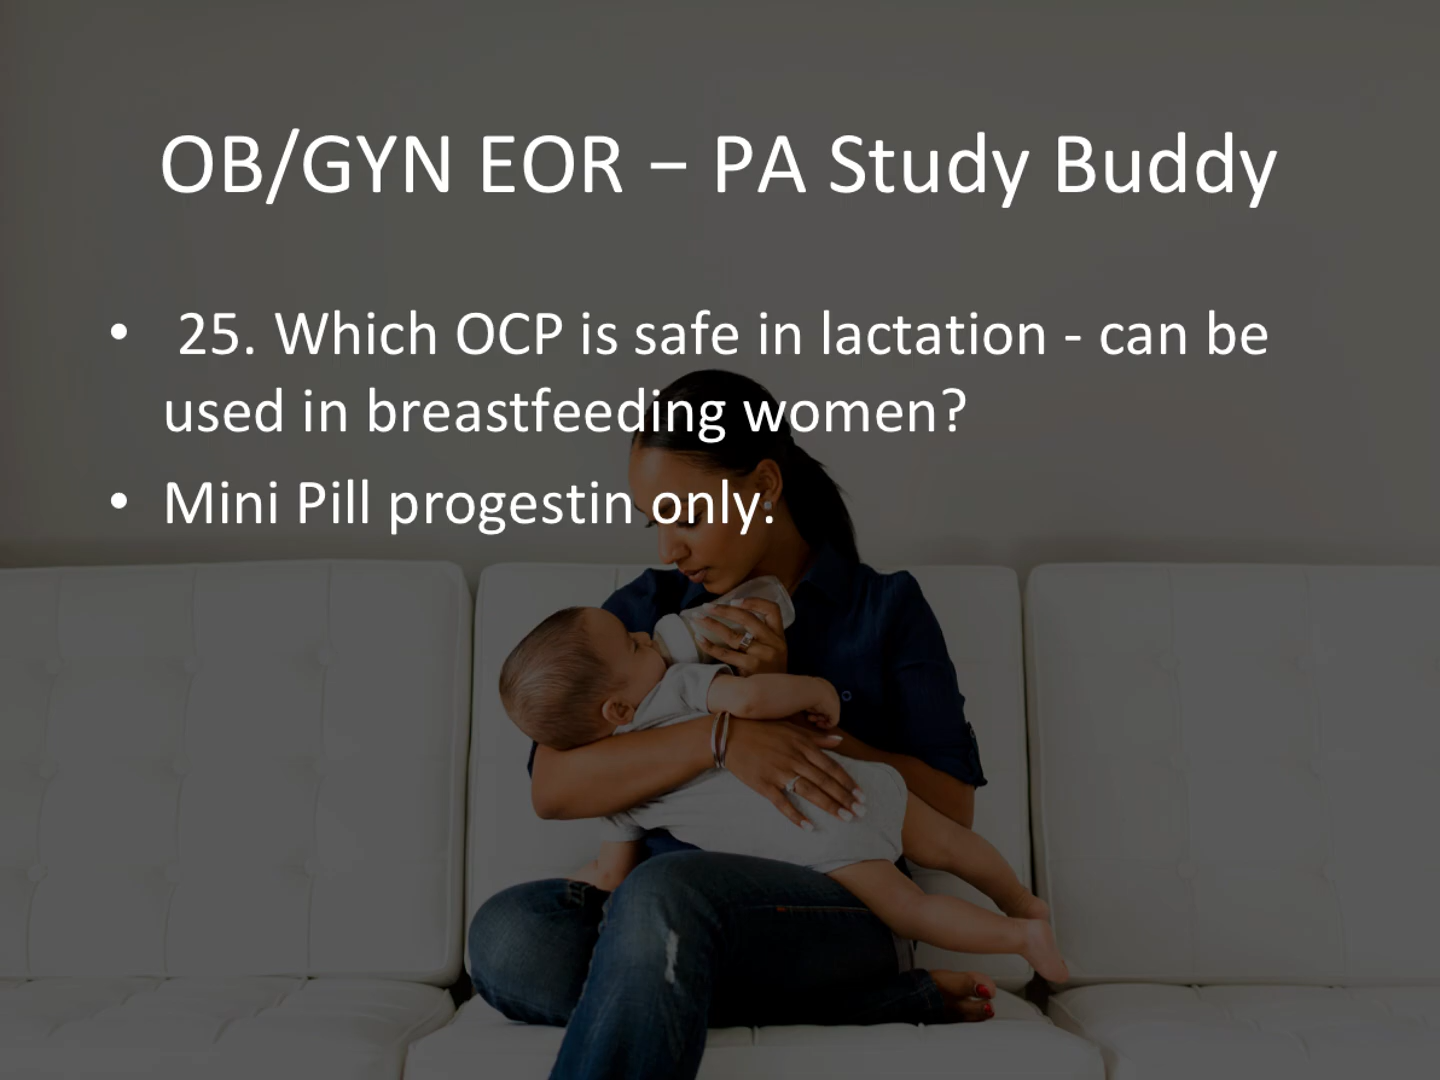 OB/GYN EOR – PA Study Buddy
• 25. Which OCP is safe in lactation - can be
used in breastfeeding women?
• Mini Pill progestin only.